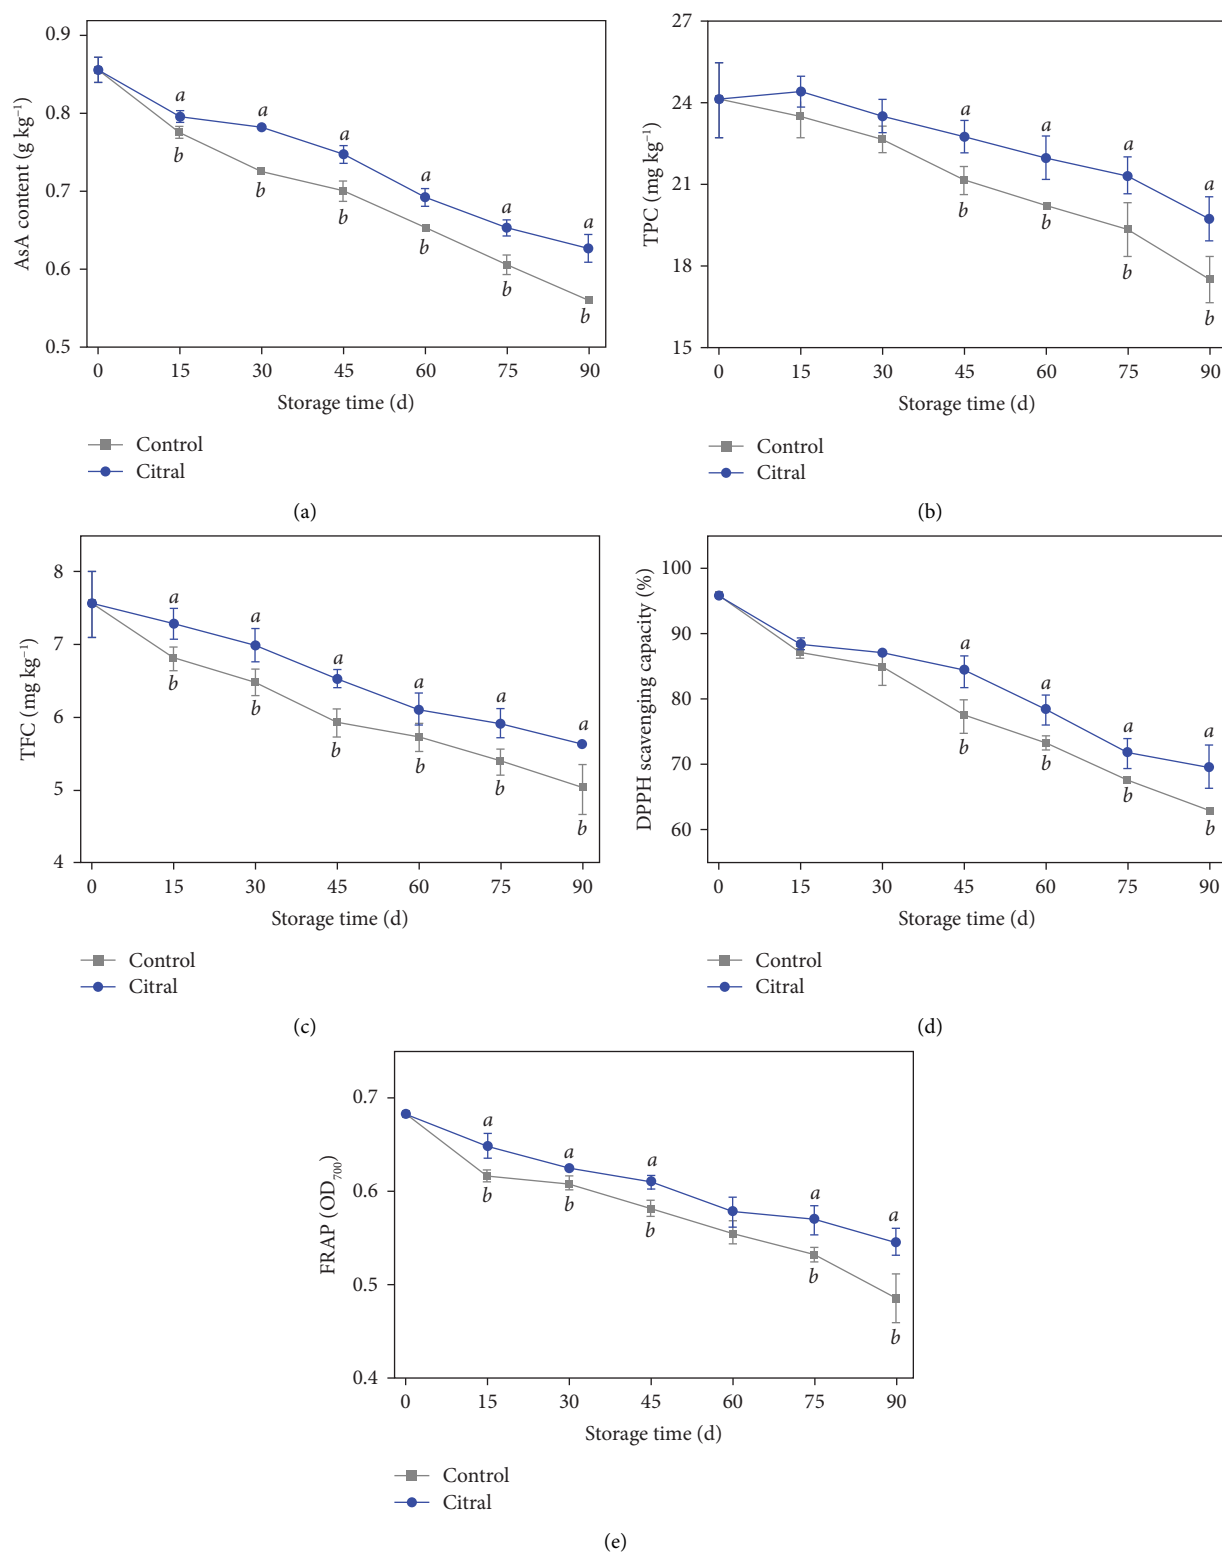 0.9
0.8
0.7
0.6
0.5
AsA content (g kg⁻¹)
a
a
a
a
a
a
b
b
b
b
b
b
0 15 30 45 60 75 90
Storage time (d)
Control
Citral
(a)
27
24
21
18
15
TPC (mg kg⁻¹)
a
a
a
a
b
b
b
b
0 15 30 45 60 75 90
Storage time (d)
Control
Citral
(b)
8
7
6
5
4
TFC (mg kg⁻¹)
a
a
a
a
a
a
b
b
b
b
b
b
0 15 30 45 60 75 90
Storage time (d)
Control
Citral
(c)
100
90
80
70
60
DPPH scavenging capacity (%)
a
a
a
a
b
b
b
b
0 15 30 45 60 75 90
Storage time (d)
Control
Citral
(d)
0.7
0.6
0.5
0.4
FRAP (OD₇₀₀)
a
a
a
a
a
b
b
b
b
b
0 15 30 45 60 75 90
Storage time (d)
Control
Citral
(e)